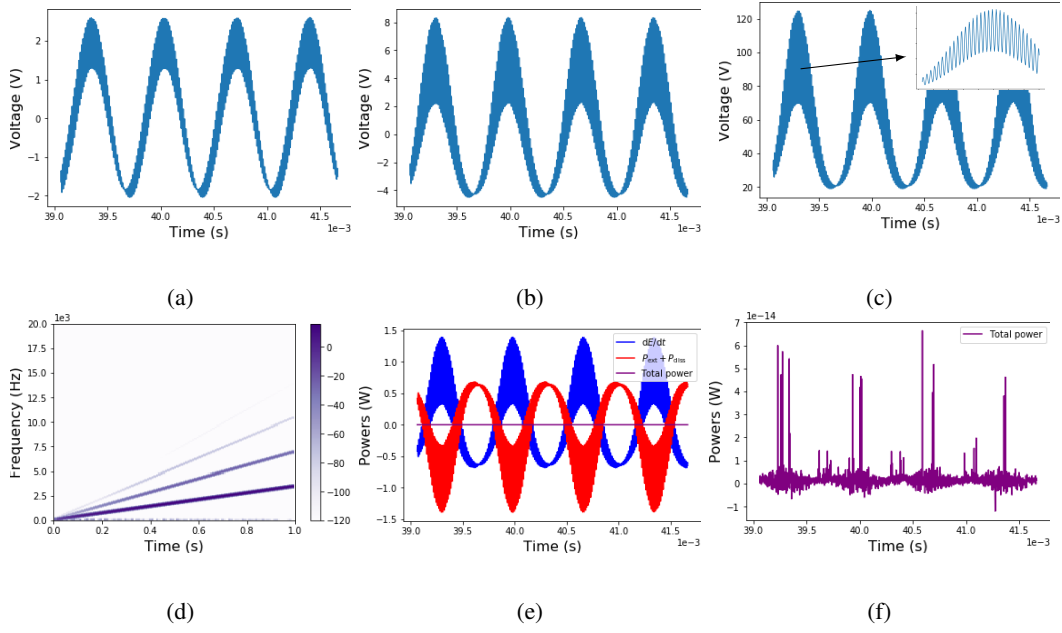 Voltage (V)
2
1
0
−1
−2
39.0 39.5 40.0 40.5 41.0 41.5
Time (s)
1e−3
(a)
Voltage (V)
8
6
4
2
0
−2
−4
39.0 39.5 40.0 40.5 41.0 41.5
Time (s)
1e−3
(b)
Voltage (V)
120
100
80
60
40
20
39.0 39.5 40.0 40.5 41.0 41.5
Time (s)
1e−3
(c)
1e3
Frequency (Hz)
20.0
17.5
15.0
12.5
10.0
7.5
5.0
2.5
0.0
0.0 0.2 0.4 0.6 0.8 1.0
Time (s)
0
−20
−40
−60
−80
−100
−120
(d)
Powers (W)
1.5
1.0
0.5
0.0
−0.5
−1.0
−1.5
dE/dt
P_ext + P_diss
Total power
39.0 39.5 40.0 40.5 41.0 41.5
Time (s)
1e−3
(e)
1e−14
Powers (W)
7
6
5
4
3
2
1
0
−1
Total power
39.0 39.5 40.0 40.5 41.0 41.5
Time (s)
1e−3
(f)